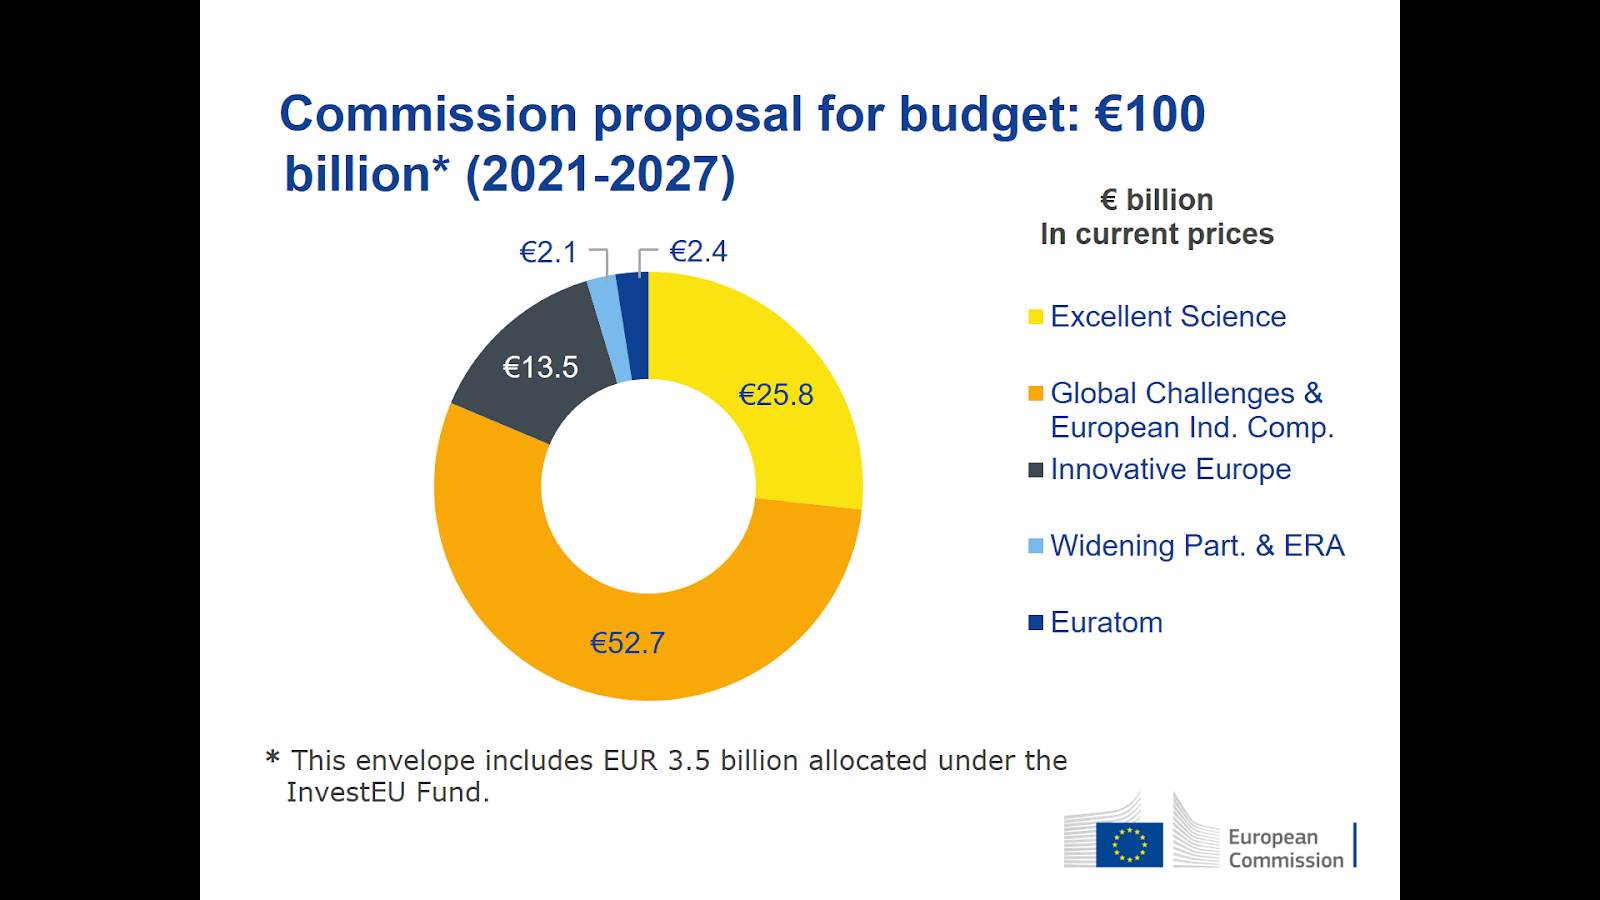 Commission proposal for budget: €100
billion* (2021-2027)
€ billion
In current prices
€2.1
€2.4
€13.5
€25.8
€52.7
Excellent Science
Global Challenges &
European Ind. Comp.
Innovative Europe
Widening Part. & ERA
Euratom
* This envelope includes EUR 3.5 billion allocated under the
InvestEU Fund.
European
Commission